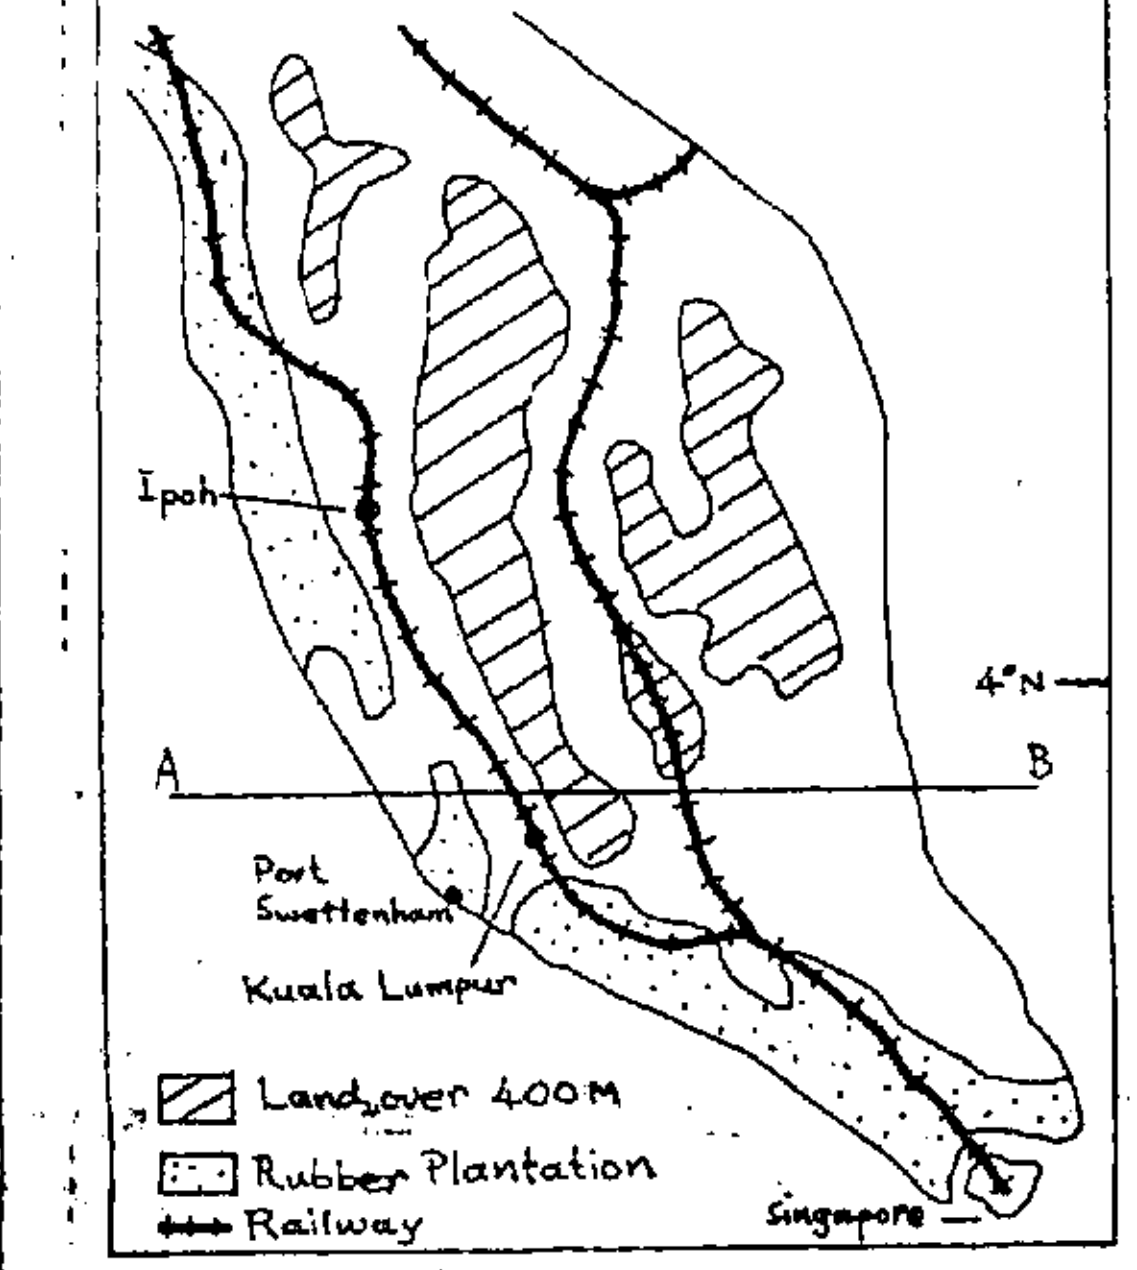 Ipoh
4°N
A
B
Port
Swettenham
Kuala Lumpur
Land over 400M
Rubber Plantation
Railway
Singapore